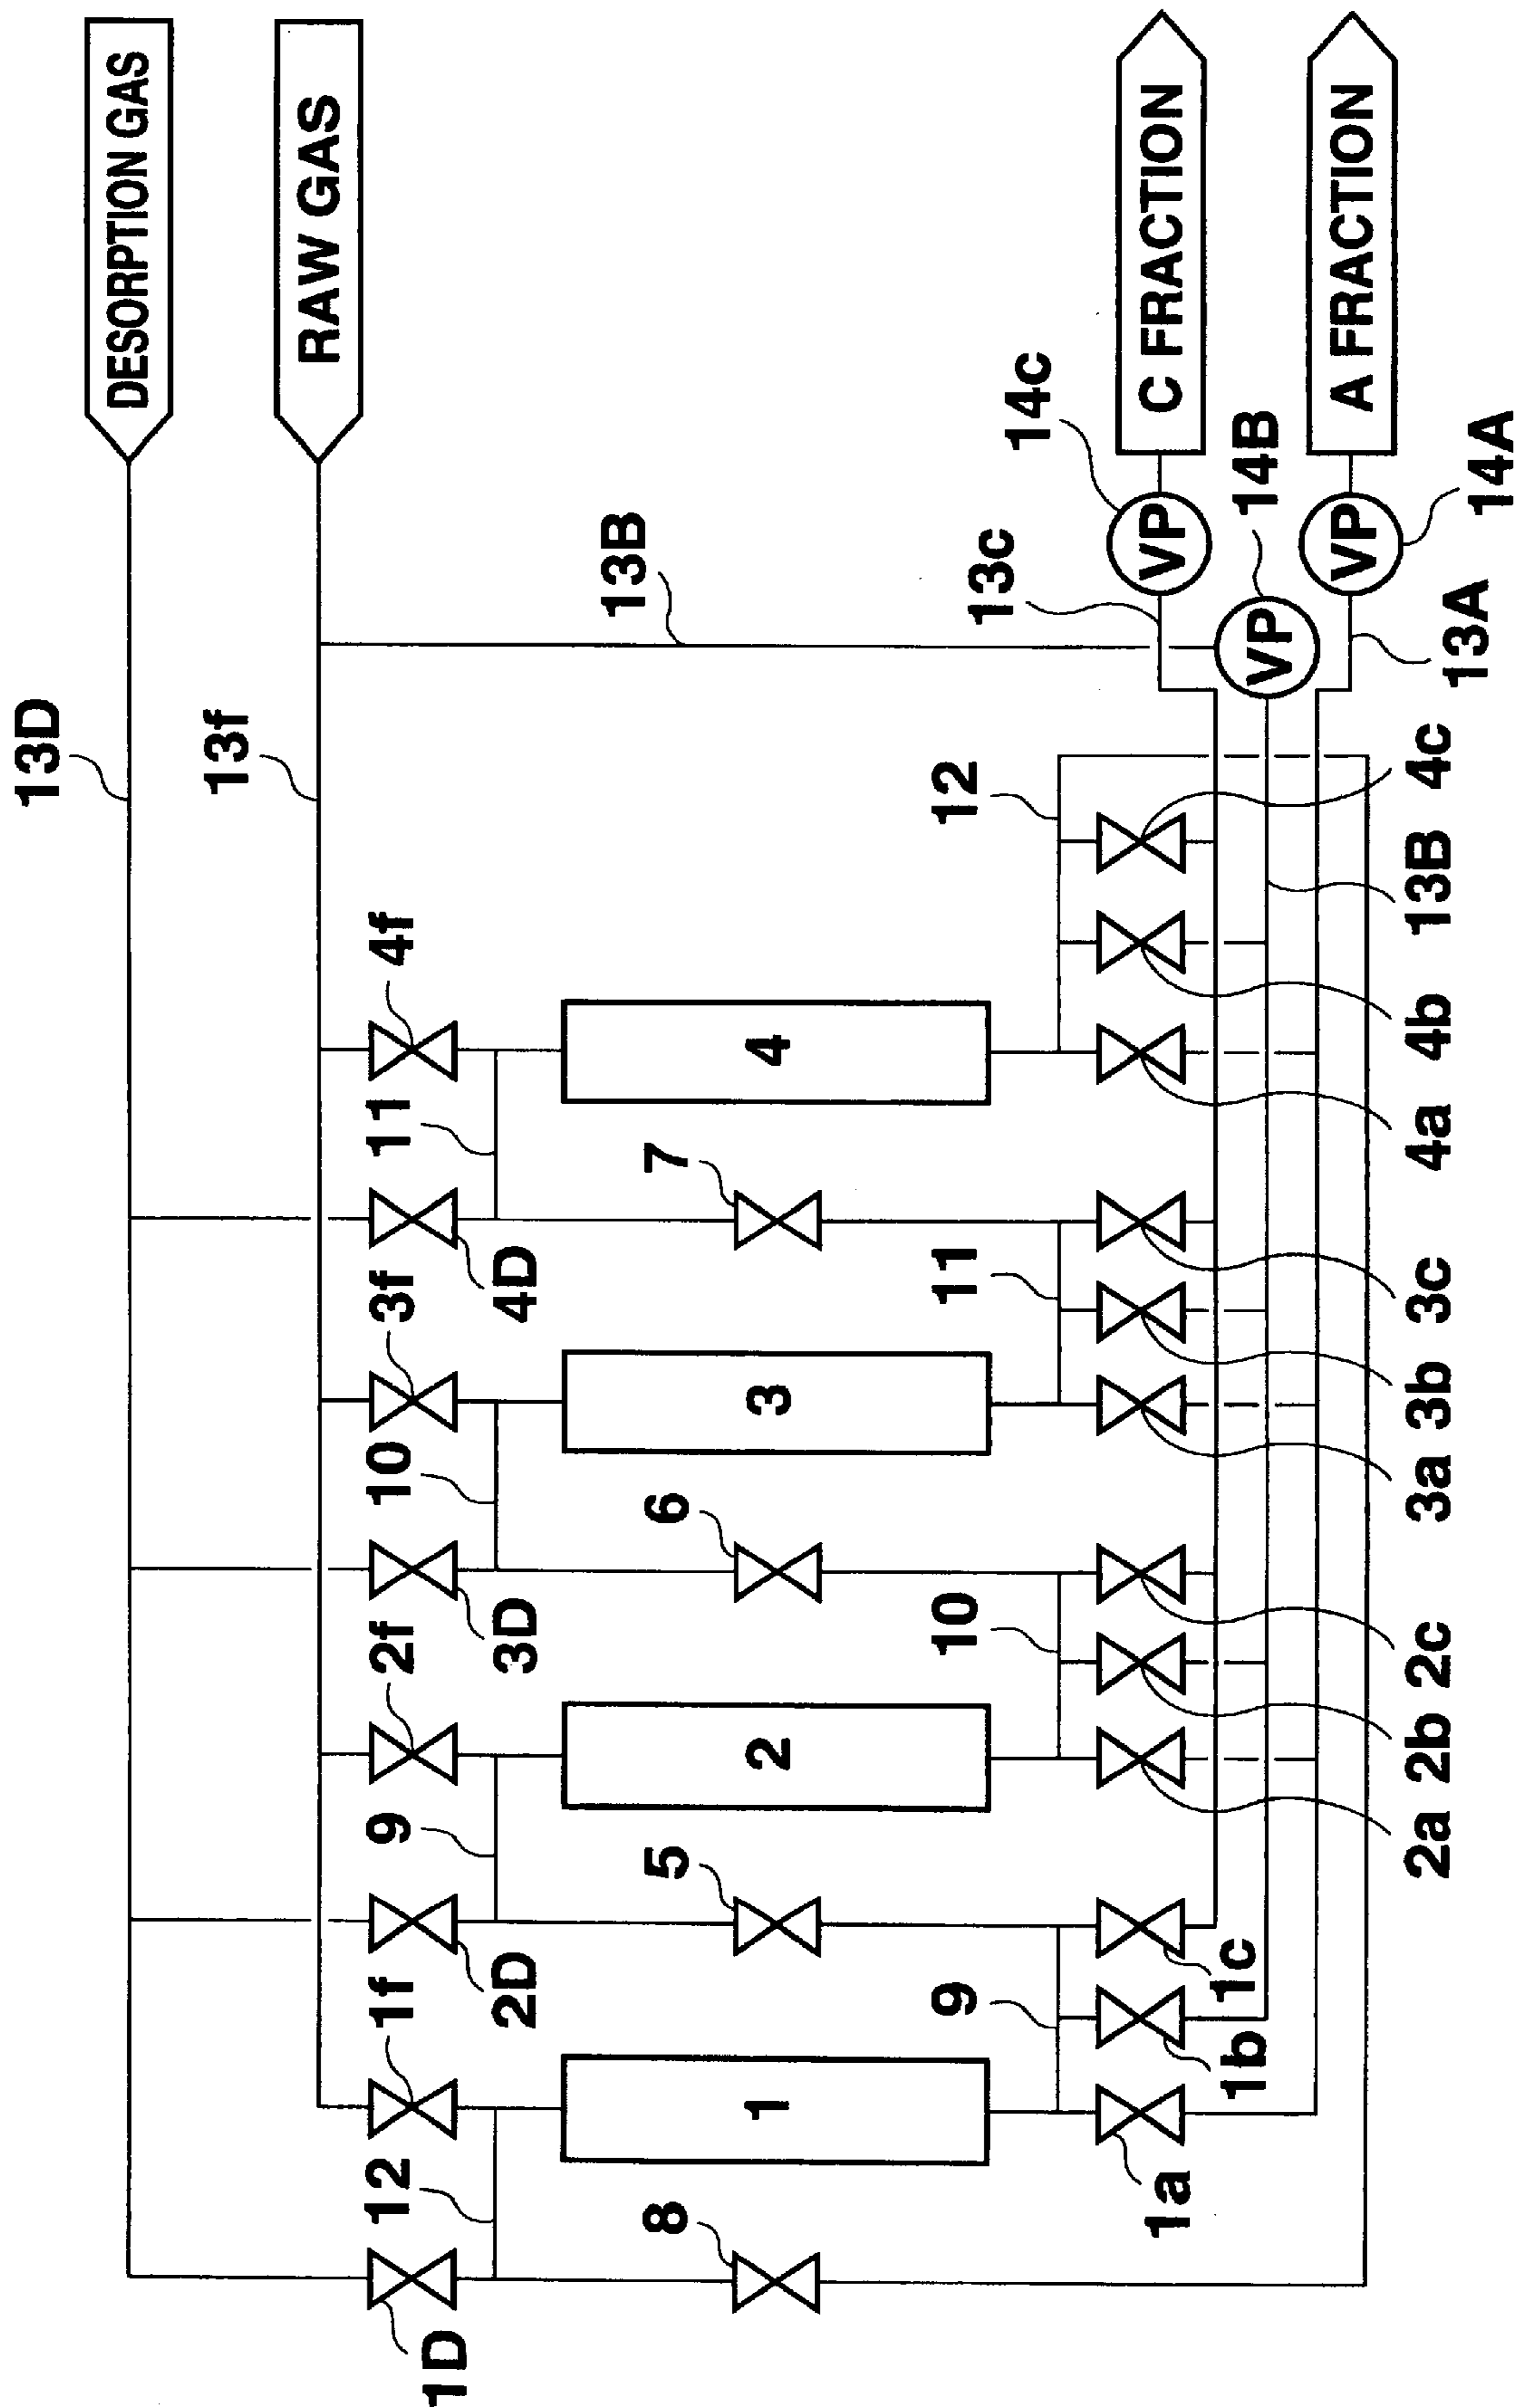 13D
DESORPTION GAS
13f
RAW GAS
12 1f 9 2f 10 3f 11 4f
1D 2D 3D 4D
13B
8 5 6 7
1 2 3 4
9 10 11 12
13c 14c
VP C FRACTION
1a 1b 1c
14B
VP
VP A FRACTION
2a 2b 2c 3a 3b 3c 4a 4b 13B 4c
13A 14A